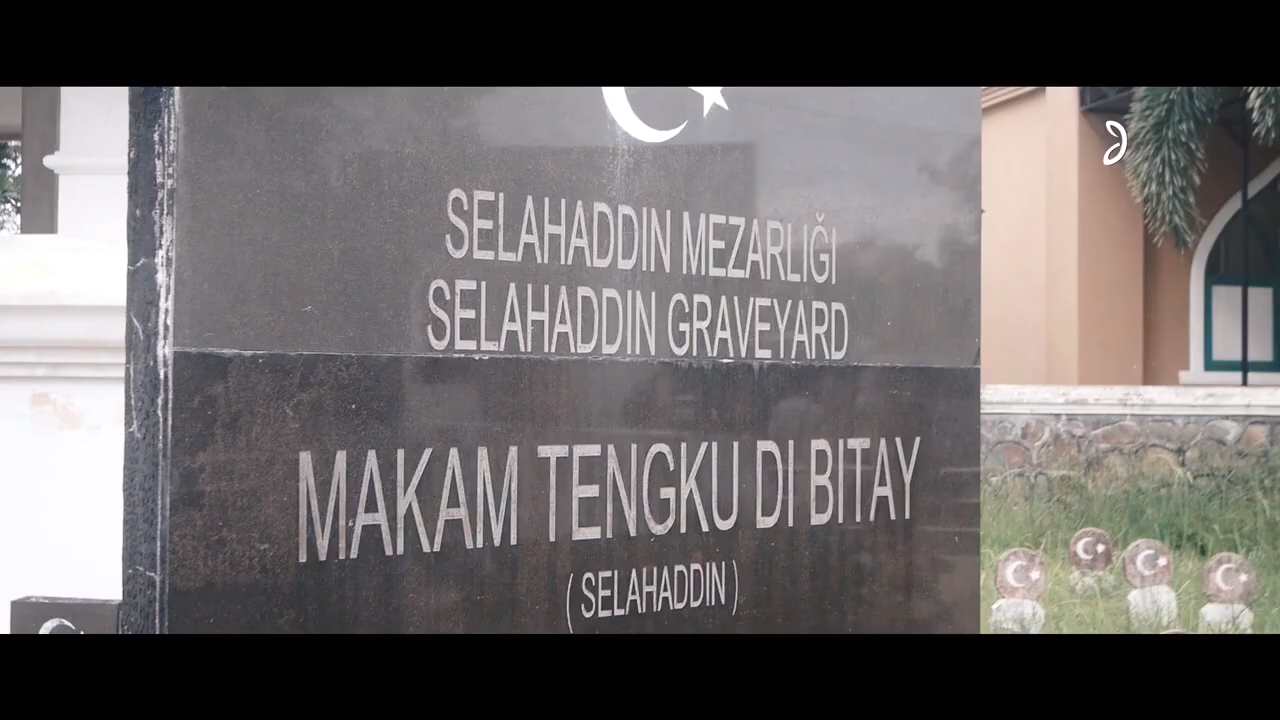 SELAHADDIN MEZARLIĞI
SELAHADDIN GRAVEYARD
MAKAM TENGKU DI BITAY
( SELAHADDIN )